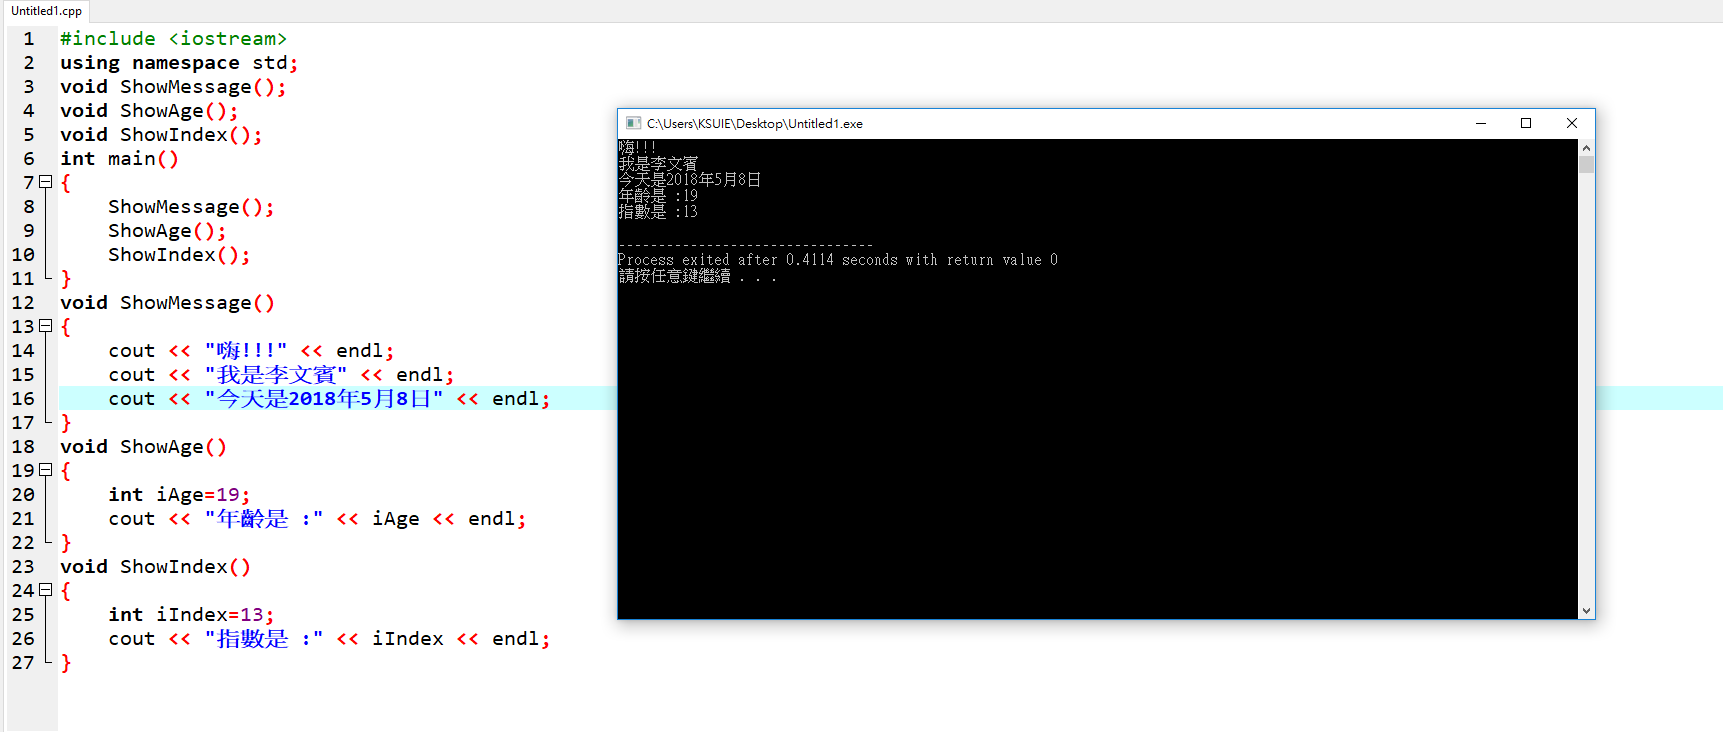 Untitled1.cpp
1 #include <iostream>
2 using namespace std;
3 void ShowMessage();
4 void ShowAge();
5 void ShowIndex();
6 int main()
7 {
8 ShowMessage();
9 ShowAge();
10 ShowIndex();
11 }
12 void ShowMessage()
13 {
14 cout << "嗨!!!" << endl;
15 cout << "我是李文賓" << endl;
16 cout << "今天是2018年5月8日" << endl;
17 }
18 void ShowAge()
19 {
20 int iAge=19;
21 cout << "年齡是 :" << iAge << endl;
22 }
23 void ShowIndex()
24 {
25 int iIndex=13;
26 cout << "指數是 :" << iIndex << endl;
27 }
C:\Users\KSUIE\Desktop\Untitled1.exe
嗨!!!
我是李文賓
今天是2018年5月8日
年齡是 :19
指數是 :13
--------------------------------
Process exited after 0.4114 seconds with return value 0
請按任意鍵繼續 . . .